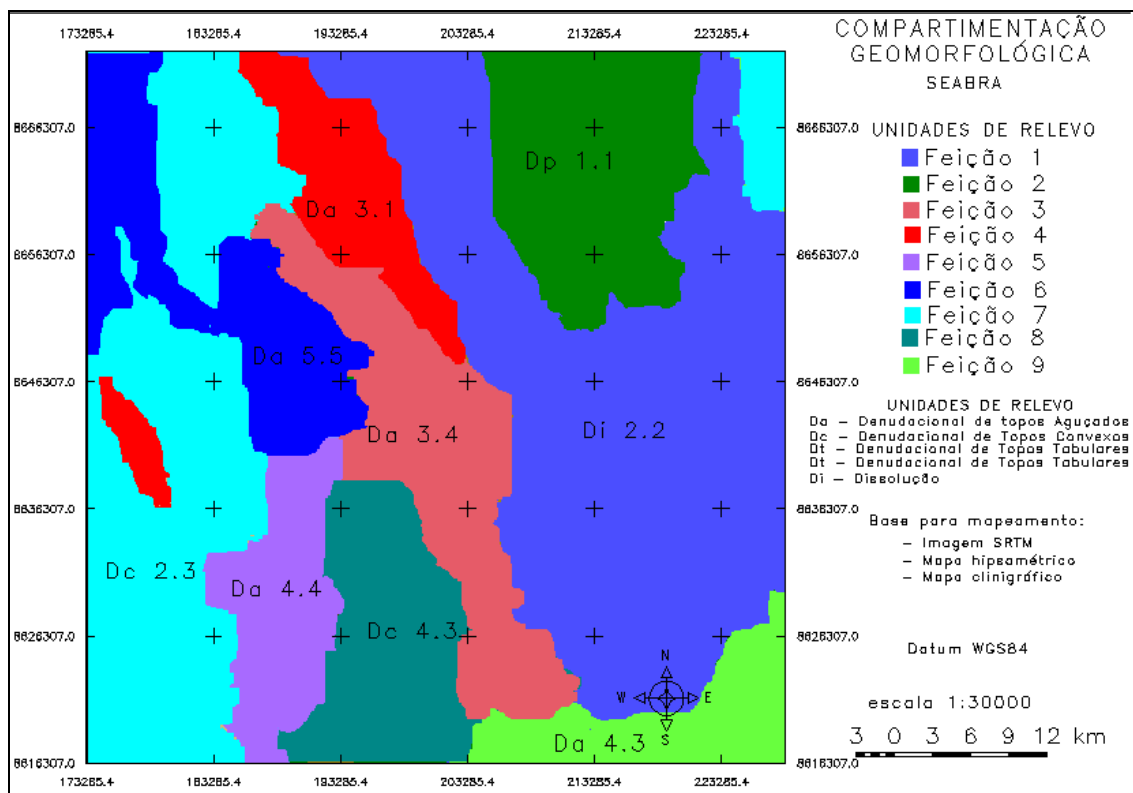 173285.4 183285.4 193285.4 203285.4 213285.4 223285.4
COMPARTIMENTAÇÃO
GEOMORFOLÓGICA
SEABRA
8666307.0 8666307.0
UNIDADES DE RELEVO
Feição 1
Feição 2
Feição 3
Feição 4
Feição 5
Feição 6
Feição 7
Feição 8
Feição 9
Dp 1.1
Da 3.1
8656307.0 8656307.0
Da 5.5
8646307.0 8646307.0
Da 3.4
Di 2.2
UNIDADES DE RELEVO
Da – Denudacional de topos Aguçados
Dc – Denudacional de Topos Convexos
Dt – Denudacional de Topos Tabulares
Dt – Denudacional de Topos Tabulares
Di – Dissolução
8636307.0 8636307.0
Base para mapeamento:
– Imagem SRTM
– Mapa hipsométrico
– Mapa clinigráfico
Dc 2.3
Da 4.4
Dc 4.3
8626307.0 8626307.0
Datum WGS84
N
W E
S
escala 1:30000
3 0 3 6 9 12 km
Da 4.3
8616307.0 8616307.0
173285.4 183285.4 193285.4 203285.4 213285.4 223285.4